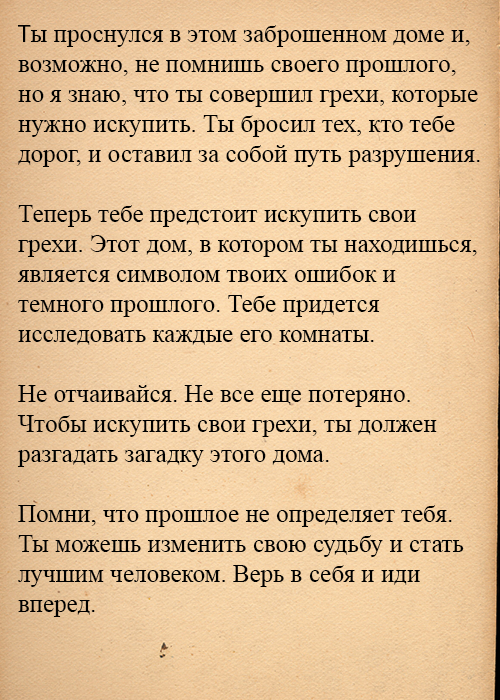 Ты проснулся в этом заброшенном доме и,
возможно, не помнишь своего прошлого,
но я знаю, что ты совершил грехи, которые
нужно искупить. Ты бросил тех, кто тебе
дорог, и оставил за собой путь разрушения.

Теперь тебе предстоит искупить свои
грехи. Этот дом, в котором ты находишься,
является символом твоих ошибок и
темного прошлого. Тебе придется
исследовать каждые его комнаты.

Не отчаивайся. Не все еще потеряно.
Чтобы искупить свои грехи, ты должен
разгадать загадку этого дома.

Помни, что прошлое не определяет тебя.
Ты можешь изменить свою судьбу и стать
лучшим человеком. Верь в себя и иди
вперед.